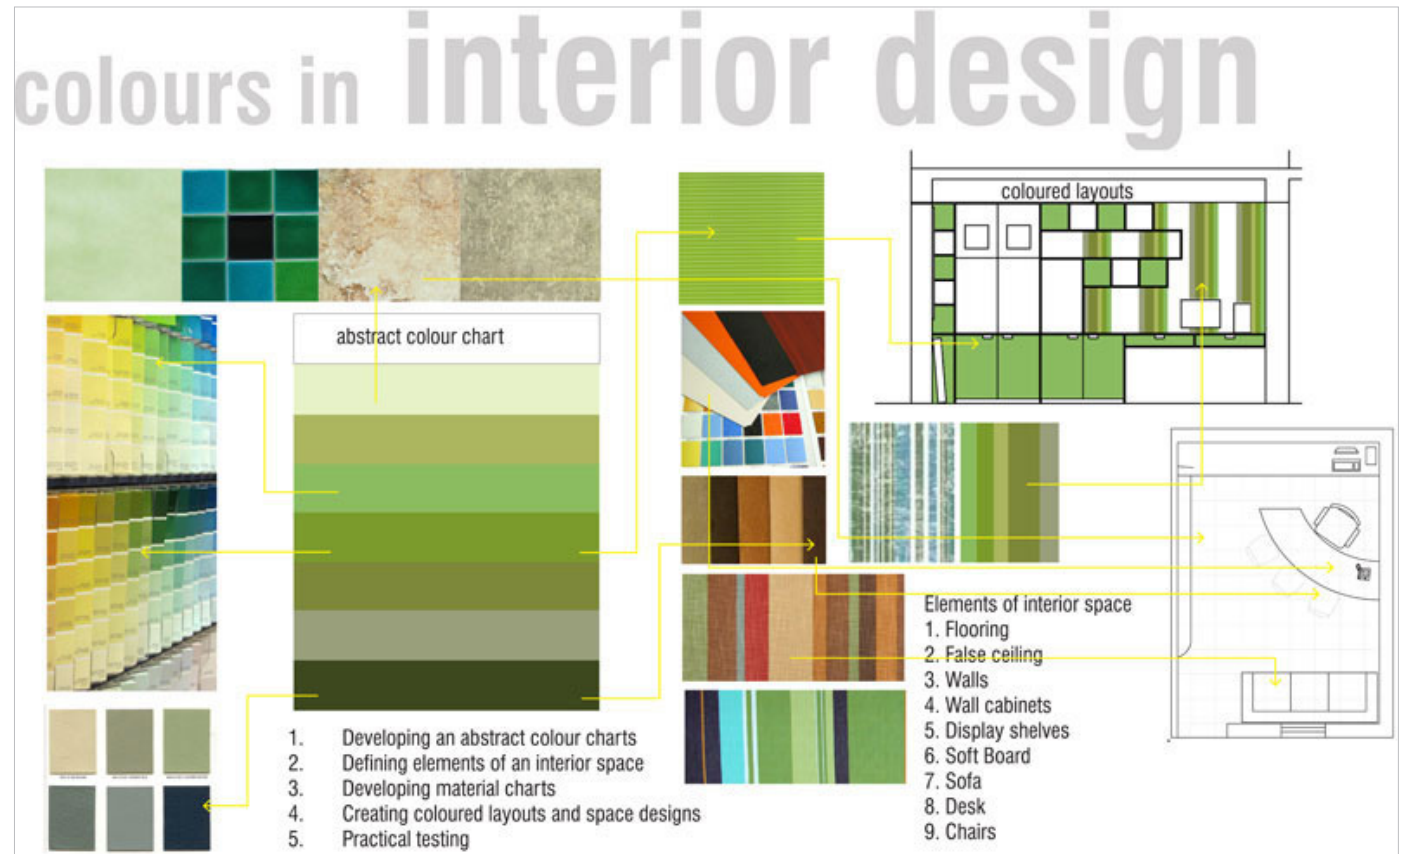 colours in interior design
coloured layouts
abstract colour chart
Elements of interior space
1. Flooring
2. False ceiling
3. Walls
4. Wall cabinets
5. Display shelves
6. Soft Board
7. Sofa
8. Desk
9. Chairs
1. Developing an abstract colour charts
2. Defining elements of an interior space
3. Developing material charts
4. Creating coloured layouts and space designs
5. Practical testing